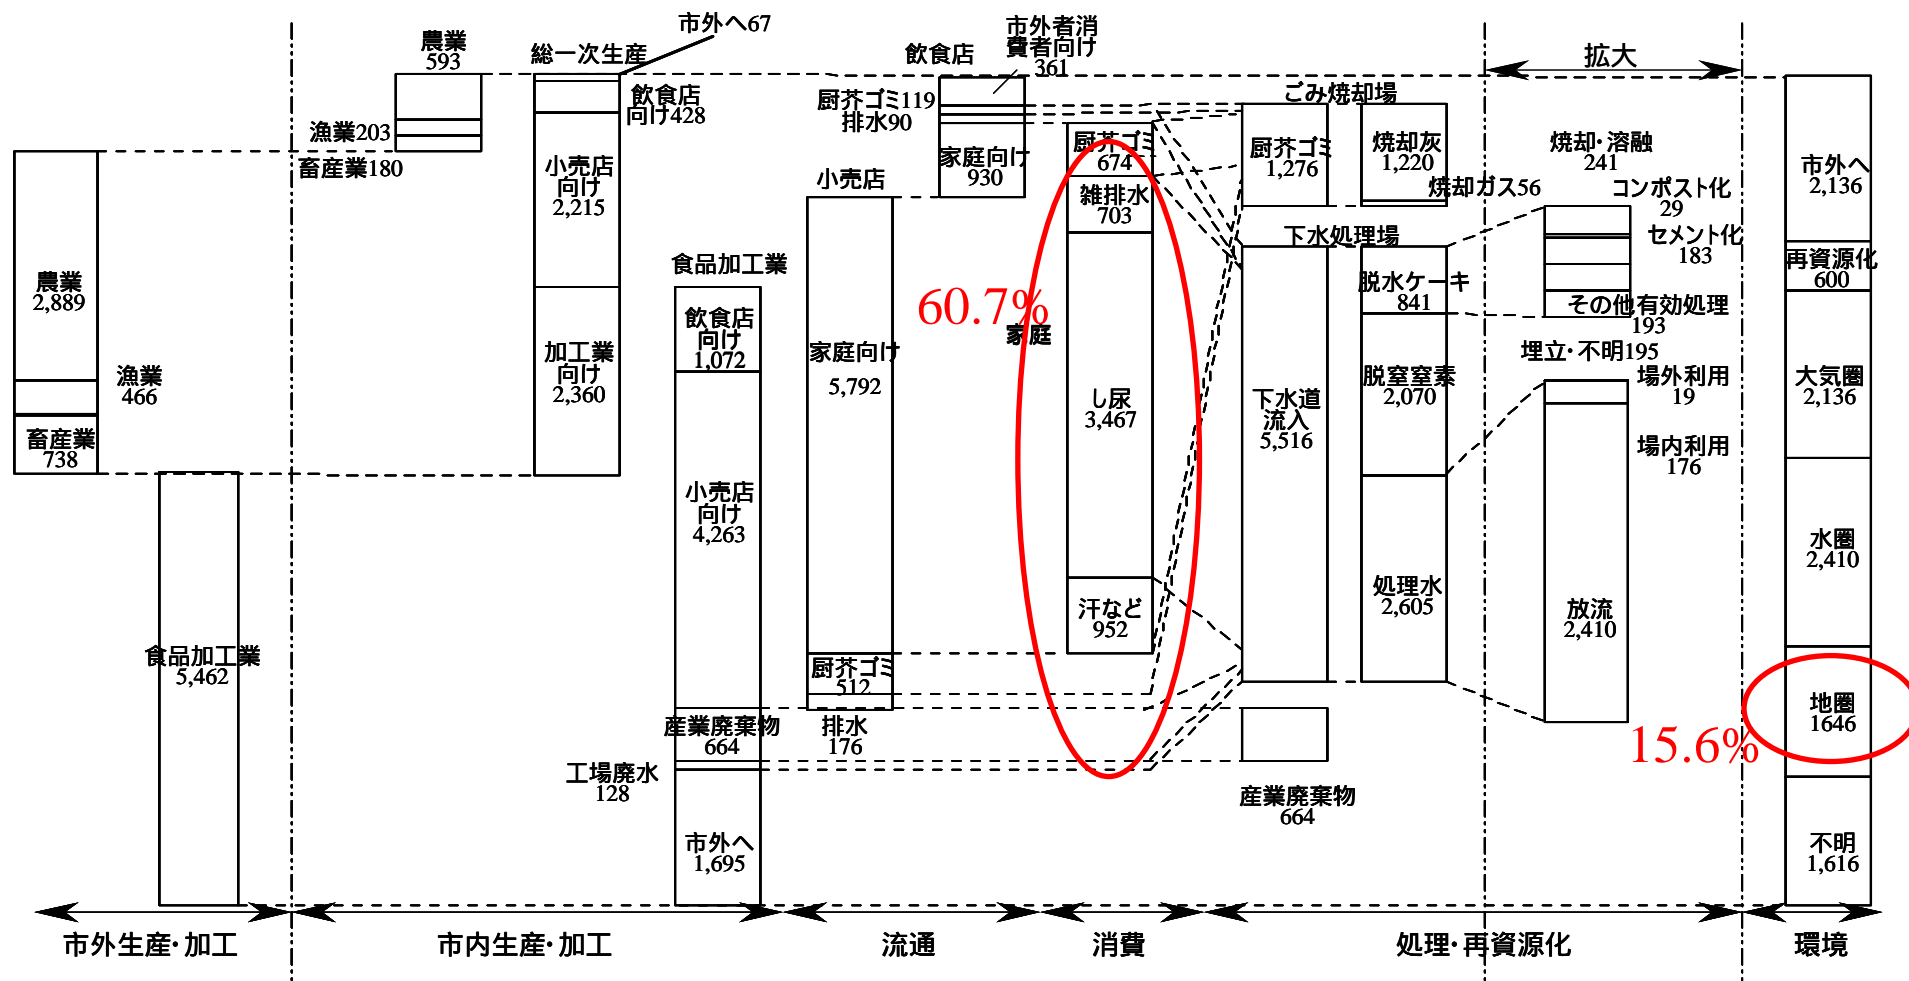 農業
593
漁業203
畜産業180
農業
2,889
漁業
466
畜産業
738
食品加工業
5,462
市外へ67
総一次生産
飲食店
向け428
小売店
向け
2,215
加工業
向け
2,360
食品加工業
飲食店
向け
1,072
小売店
向け
4,263
産業廃棄物
664
工場廃水
128
市外へ
1,695
小売店
家庭向け
5,792
厨芥ゴミ
512
排水
176
飲食店
市外者消
費者向け
361
厨芥ゴミ119
排水90
家庭向け
930
60.7%
家庭
厨芥ゴミ
674
雑排水
703
し尿
3,467
汗など
952
ごみ焼却場
厨芥ゴミ
1,276
焼却灰
1,220
焼却ガス56
下水処理場
下水道
流入
5,516
脱水ケーキ
841
脱窒窒素
2,070
処理水
2,605
産業廃棄物
664
拡大
焼却・溶融
241
コンポスト化
29
セメント化
183
その他有効処理
193
埋立・不明195
場外利用
19
場内利用
176
放流
2,410
市外へ
2,136
再資源化
600
大気圏
2,136
水圏
2,410
地圏
1646
15.6%
不明
1,616
市外生産・加工
市内生産・加工
流通
消費
処理・再資源化
環境